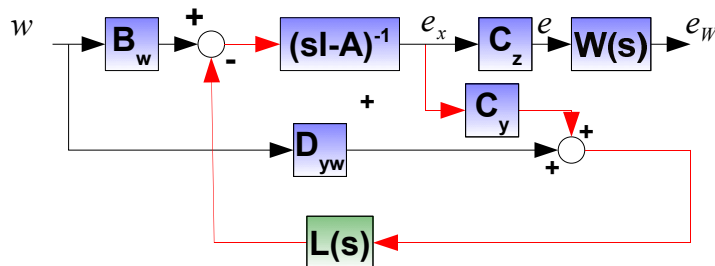 w
B_w
+
-
(sI-A)^-1
e_x
C_z
e
W(s)
e_W
+
C_y
+
D_yw
+
L(s)